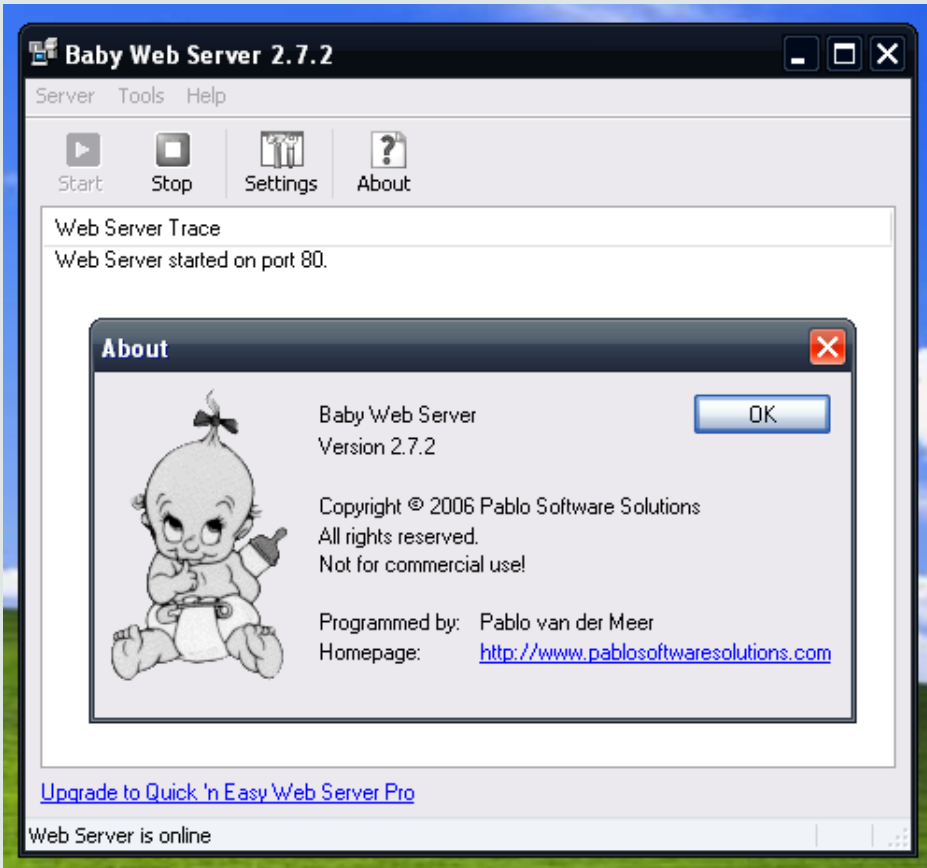 Baby Web Server 2.7.2
Server Tools Help
Start Stop Settings About
Web Server Trace
Web Server started on port 80.
About
Baby Web Server
OK
Version 2.7.2
Copyright © 2006 Pablo Software Solutions
All rights reserved.
Not for commercial use!
Programmed by: Pablo van der Meer
Homepage: http://www.pablosoftwaresolutions.com
Upgrade to Quick 'n Easy Web Server Pro
Web Server is online